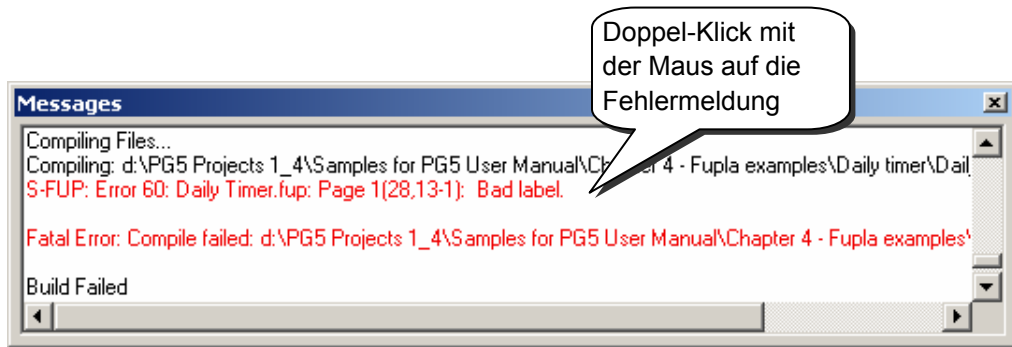 Doppel-Klick mit
der Maus auf die
Fehlermeldung
Messages
Compiling Files...
Compiling: d:\PG5 Projects 1_4\Samples for PG5 User Manual\Ch 4 - Fupla examples\Daily timer\Dail
S-FUP: Error 60: Daily Timer.fup: Page 1(28,13-1): Bad label.
Fatal Error: Compile failed: d:\PG5 Projects 1_4\Samples for PG5 User Manual\Chapter 4 - Fupla examples\
Build Failed